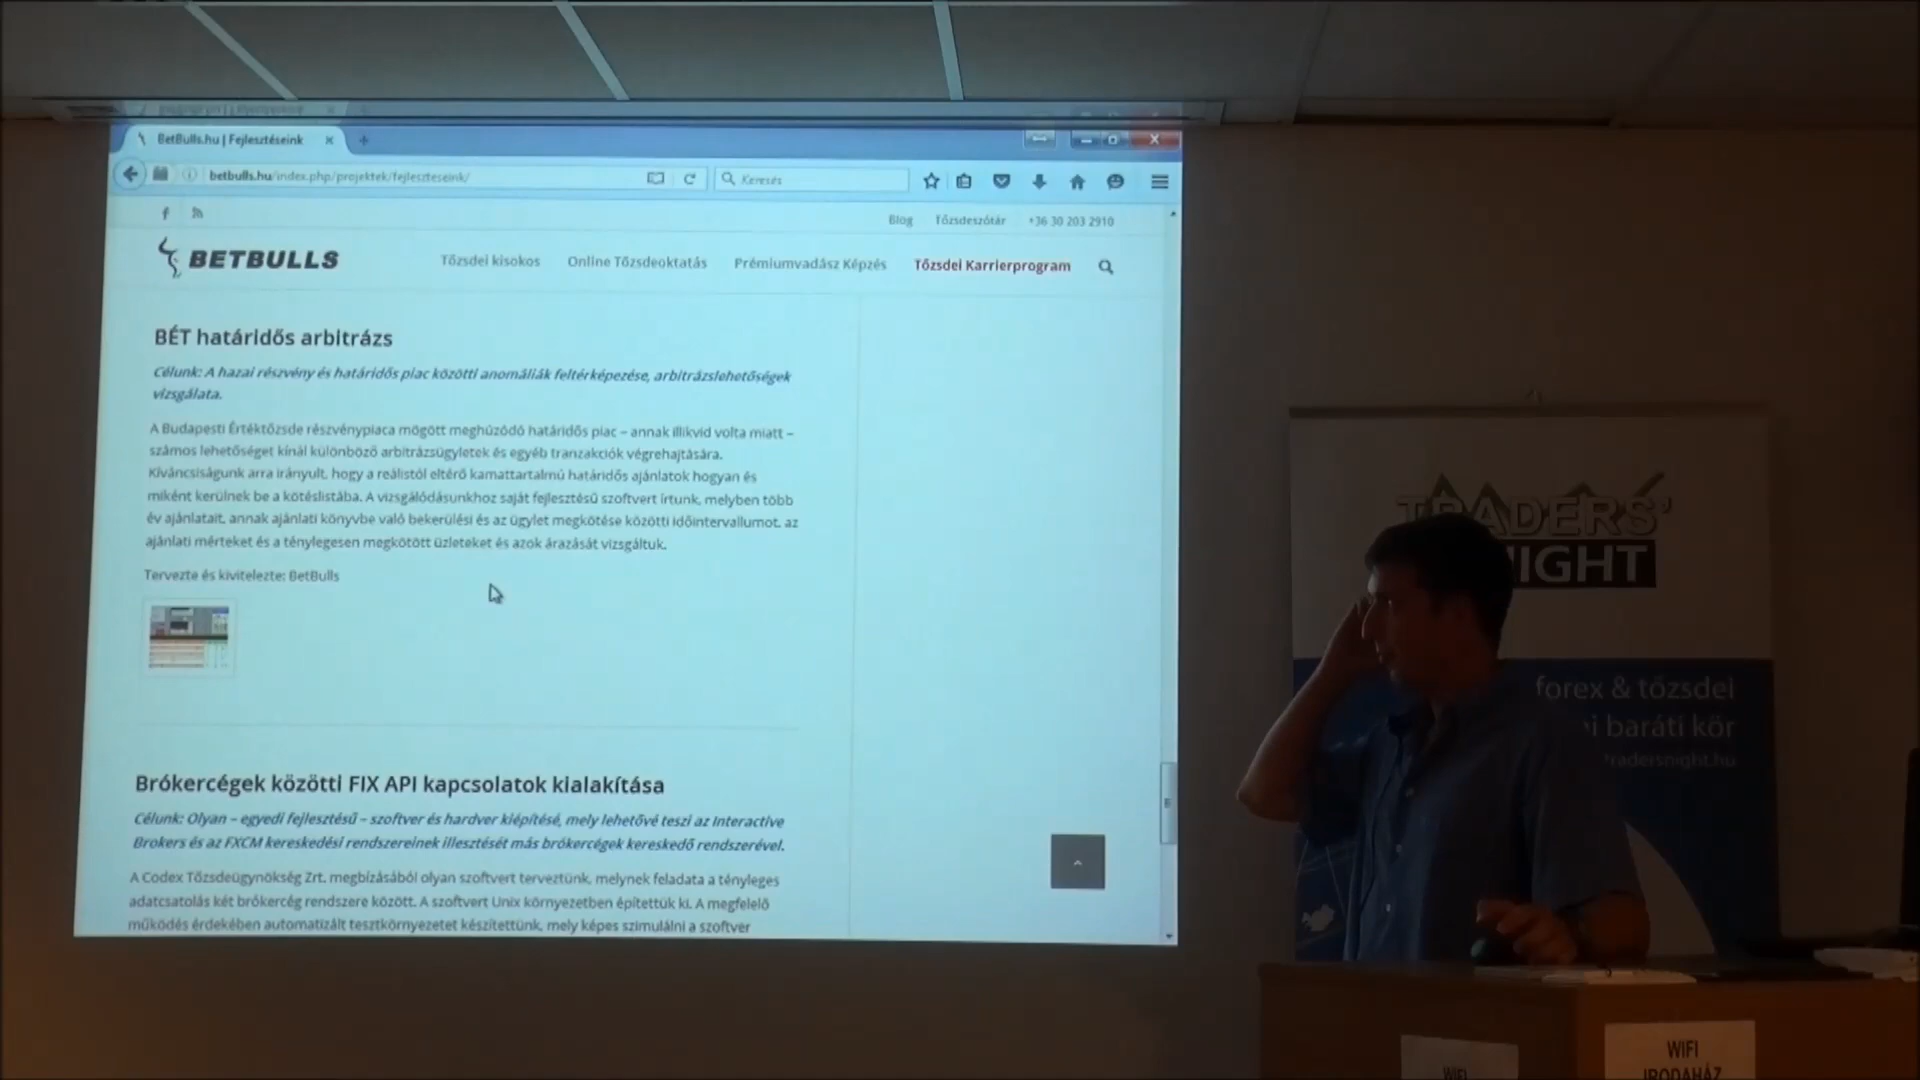 BetBulls.hu | Fejlesztéseink
betbulls.hu/index.php/projektek/fejleszteseink/
Keresés
Blog
Tőzsdeszótár
+36 30 203 2910
BETBULLS
Tőzsdei kisokos
Online Tőzsdeoktatás
Prémiumvadász Képzés
Tőzsdei Karrierprogram
BÉT határidős arbitrázs
Célunk: A hazai részvény és határidős piac közötti anomáliák feltérképezése, arbitrázslehetőségek
vizsgálata.
A Budapesti Értéktőzsde részvénypiaca mögött meghúzódó határidős piac – annak illikvid volta miatt –
számos lehetőséget kínál különböző arbitrázsügyletek és egyéb tranzakciók végrehajtására.
Kíváncsiságunk arra irányult, hogy a reálistól eltérő kamattartalmú határidős ajánlatok hogyan és
miként kerülnek be a kötéslistába. A vizsgálódásunkhoz saját fejlesztésű szoftvert írtunk, melyben több
év ajánlatait, annak ajánlati könyvbe való bekerülési és az ügylet megkötése közötti időintervallumot, az
ajánlati mérteket és a ténylegesen megkötött üzleteket és azok árazását vizsgáltuk.
Tervezte és kivitelezte: BetBulls
Brókercégek közötti FIX API kapcsolatok kialakítása
Célunk: Olyan – egyedi fejlesztésű – szoftver és hardver kiépítésé, mely lehetővé teszi az Interactive
Brokers és az FXCM kereskedési rendszereinek illesztését más brókercégek kereskedő rendszerével.
A Codex Tőzsdeügynökség Zrt. megbízásából olyan szoftvert terveztünk, melynek feladata a tényleges
adatcsatolás két brókercég rendszere között. A szoftvert Unix környezetben építettük ki. A megfelelő
működés érdekében automatizált tesztkörnyezetet készítettünk, mely képes szimulálni a szoftver
TRADERS'
NIGHT
forex & tőzsdei
baráti kör
tradersnight.hu
WIFI
WIFI
IRODAHÁZ